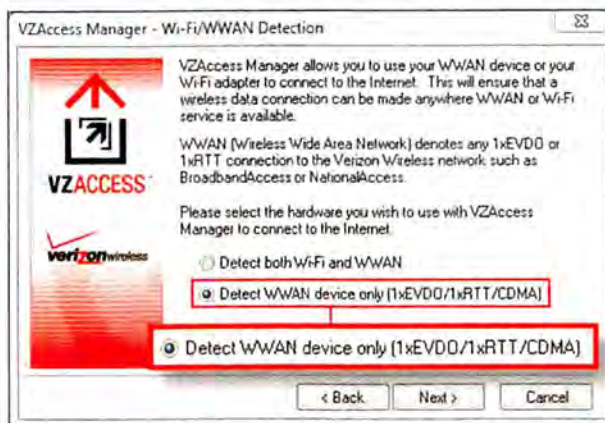 VZAccess Manager - Wi-Fi/WWAN Detection
VZAccess Manager allows you to use your WWAN device or your
Wi-Fi adapter to connect to the Internet. This will ensure that a
wireless data connection can be made anywhere WWAN or Wi-Fi
service is available.
WWAN (Wireless Wide Area Network) denotes any 1xEVDO or
1xRTT connection to the Verizon Wireless network such as
BroadbandAccess or NationalAccess.
VZACCESS
Please select the hardware you wish to use with VZAccess
Manager to connect to the Internet.
verizonwireless
Detect both Wi-Fi and WWAN
Detect WWAN device only (1xEVDO/1xRTT/CDMA)
Detect WWAN device only (1xEVDO/1xRTT/CDMA)
< Back
Next >
Cancel